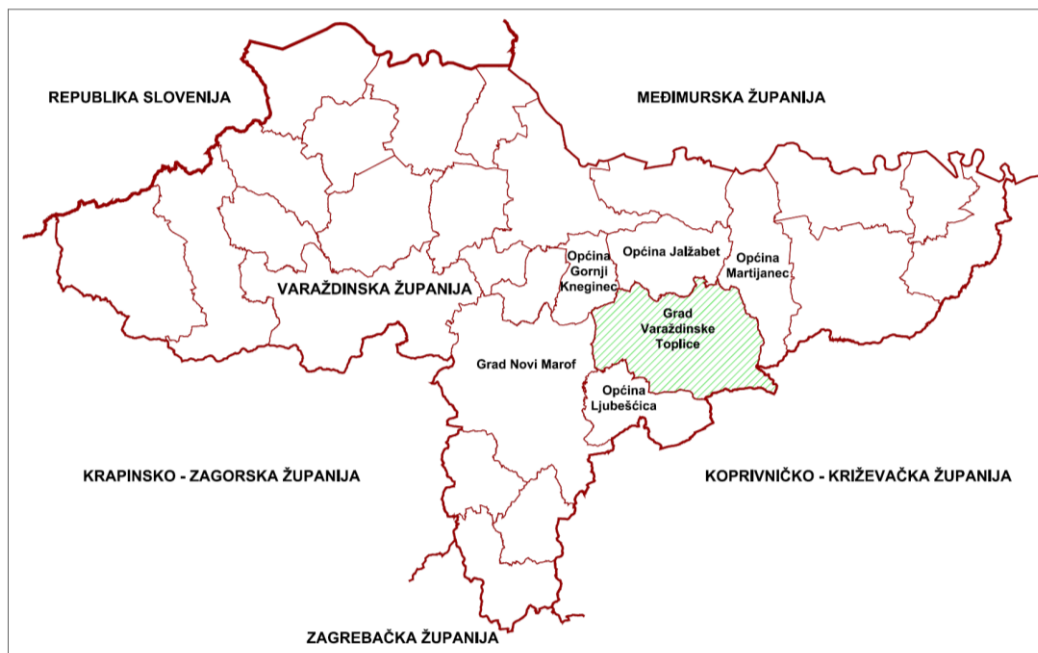 REPUBLIKA SLOVENIJA
MEĐIMURSKA ŽUPANIJA
Općina
Gornji
Kneginec
Općina Jalžabet
Općina
Martijanec
VARAŽDINSKA ŽUPANIJA
Grad
Varaždinske
Toplice
Grad Novi Marof
Općina
Ljubešćica
KRAPINSKO - ZAGORSKA ŽUPANIJA
KOPRIVNIČKO - KRIŽEVAČKA ŽUPANIJA
ZAGREBAČKA ŽUPANIJA